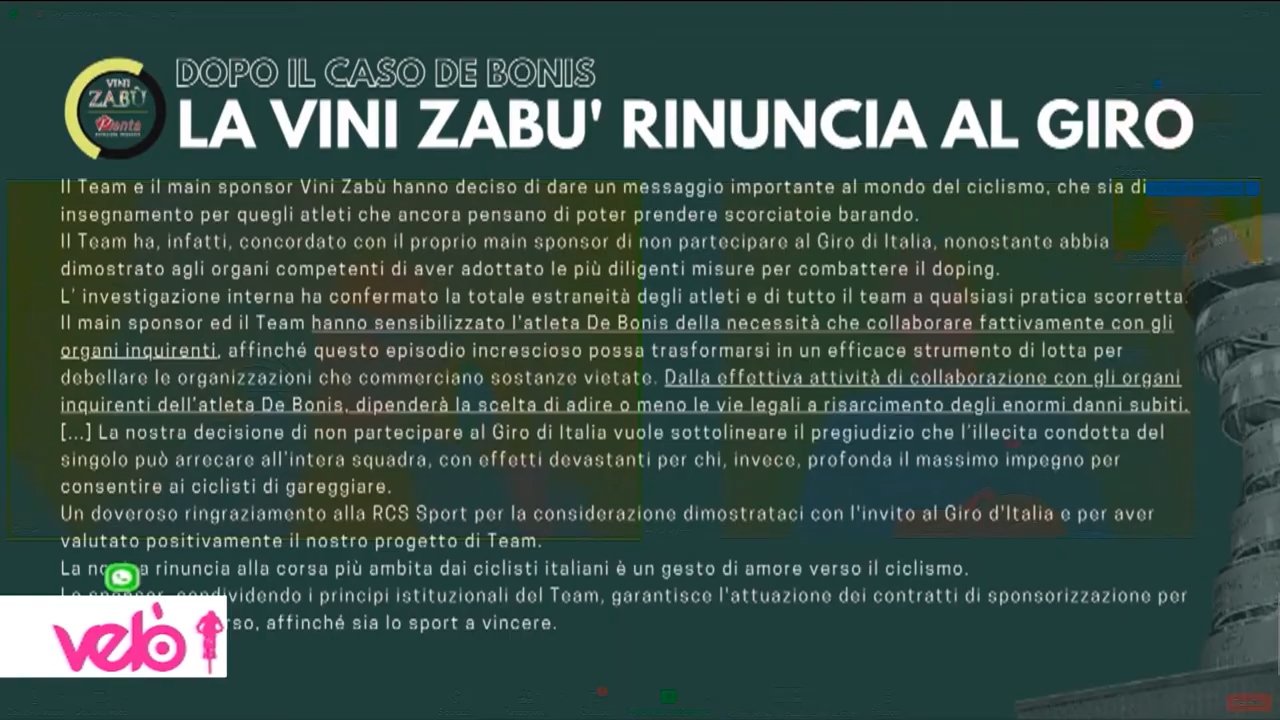 DOPO IL CASO DE BONIS
VINI
ZABÙ
LA VINI ZABU' RINUNCIA AL GIRO
Il Team e il main sponsor Vini Zabù hanno deciso di dare un messaggio importante al mondo del ciclismo, che sia di
insegnamento per quegli atleti che ancora pensano di poter prendere scorciatoie barando.
Il Team ha, infatti, concordato con il proprio main sponsor di non partecipare al Giro di Italia, nonostante abbia
dimostrato agli organi competenti di aver adottato le più diligenti misure per combattere il doping.
L' investigazione interna ha confermato la totale estraneità degli atleti e di tutto il team a qualsiasi pratica scorretta.
Il main sponsor ed il Team hanno sensibilizzato l'atleta De Bonis della necessità che collaborare fattivamente con gli
organi inquirenti, affinché questo episodio increscioso possa trasformarsi in un efficace strumento di lotta per
debellare le organizzazioni che commerciano sostanze vietate. Dalla effettiva attività di collaborazione con gli organi
inquirenti dell'atleta De Bonis, dipenderà la scelta di adire o meno le vie legali a risarcimento degli enormi danni subiti.
[...] La nostra decisione di non partecipare al Giro di Italia vuole sottolineare il pregiudizio che l'illecita condotta del
singolo può arrecare all'intera squadra, con effetti devastanti per chi, invece, profonda il massimo impegno per
consentire ai ciclisti di gareggiare.
Un doveroso ringraziamento alla RCS Sport per la considerazione dimostrataci con l'invito al Giro d'Italia e per aver
valutato positivamente il nostro progetto di Team.
La rinuncia alla corsa più ambita dai ciclisti italiani è un gesto di amore verso il ciclismo.
i principi istituzionali del Team, garantisce l'attuazione dei contratti di sponsorizzazione per
affinché sia lo sport a vincere.
velò